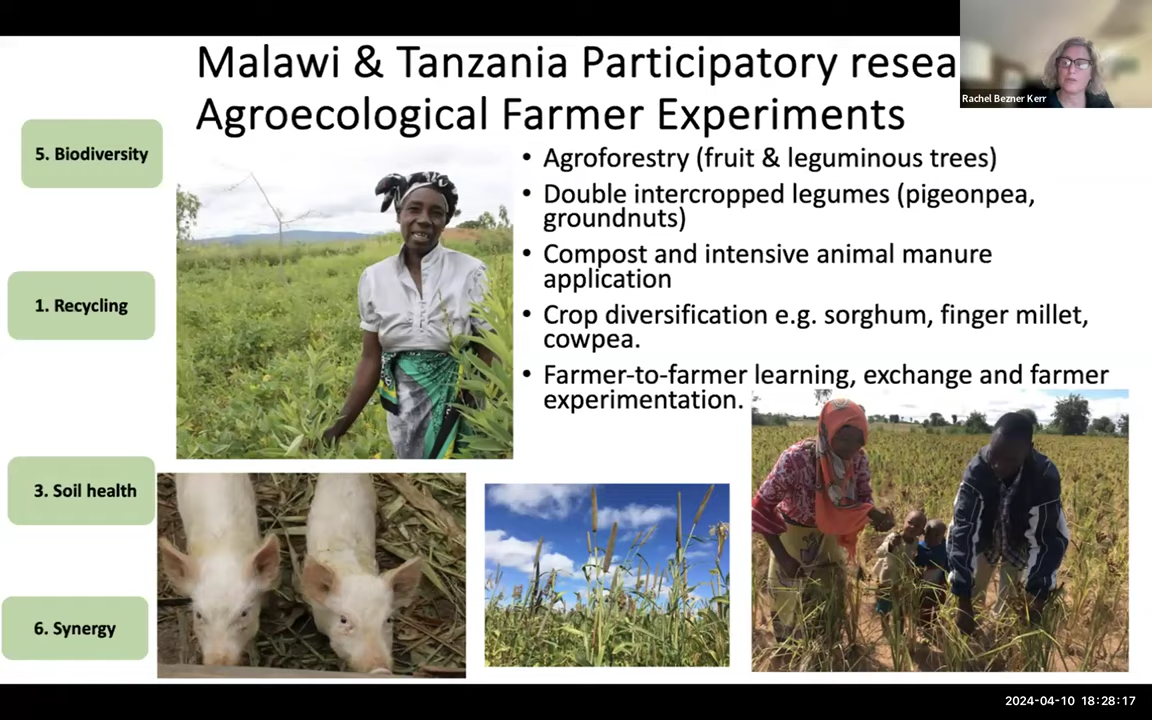 Malawi & Tanzania Participatory resea
Agroecological Farmer Experiments
Rachel Bezner Kerr
5. Biodiversity
1. Recycling
3. Soil health
6. Synergy
• Agroforestry (fruit & leguminous trees)
• Double intercropped legumes (pigeonpea,
groundnuts)
• Compost and intensive animal manure
application
• Crop diversification e.g. sorghum, finger millet,
cowpea.
• Farmer-to-farmer learning, exchange and farmer
experimentation.
2024-04-10 18:28:17